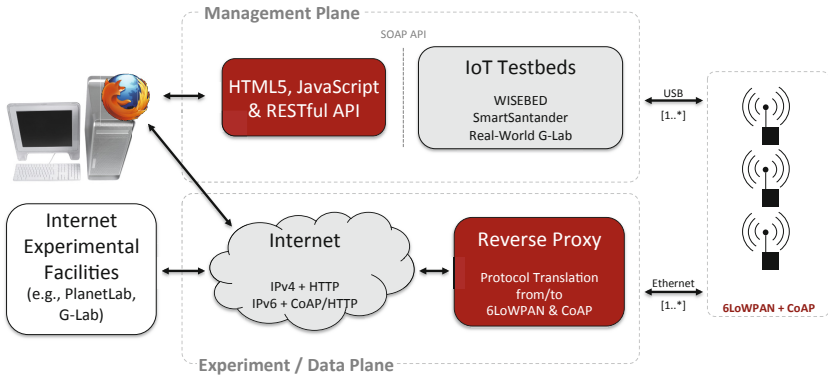 Management Plane
SOAP API
HTML5, JavaScript
& RESTful API
IoT Testbeds
WISEBED
SmartSantander
Real-World G-Lab
USB
[1..*]
Internet
Experimental
Facilities
(e.g., PlanetLab,
G-Lab)
Internet
IPv4 + HTTP
IPv6 + CoAP/HTTP
Reverse Proxy
Protocol Translation
from/to
6LoWPAN & CoAP
Ethernet
[1..*]
6LoWPAN + CoAP
Experiment / Data Plane